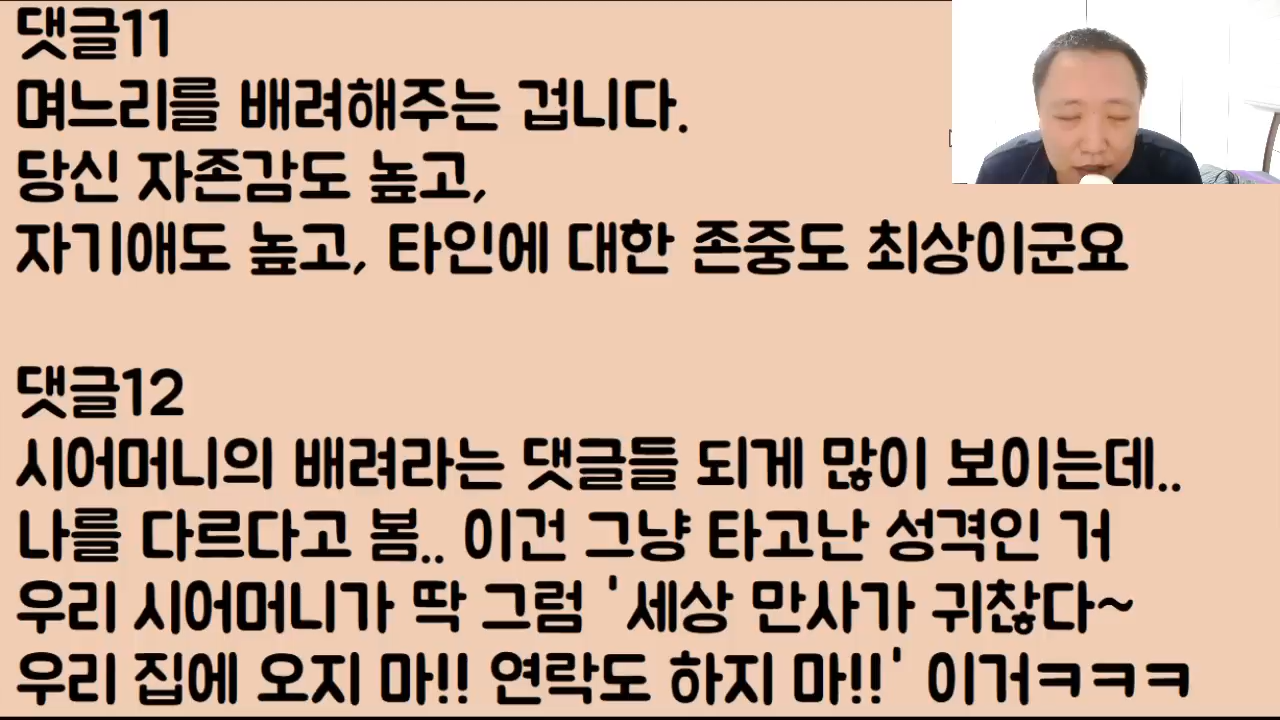 댓글11
며느리를 배려해주는 겁니다.
당신 자존감도 높고,
자기애도 높고, 타인에 대한 존중도 최상이군요
댓글12
시어머니의 배려라는 댓글들 되게 많이 보이는데..
나를 다르다고 봄.. 이건 그냥 타고난 성격인 거
우리 시어머니가 딱 그럼 '세상 만사가 귀찮다~
우리 집에 오지 마!! 연락도 하지 마!!' 이거ㅋㅋㅋ